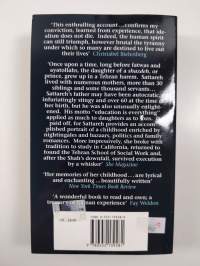 'This enthralling account ... confirms my
conviction, learned from experience, that ide-
alism does not die. Indeed, the human spirit
can still triumph, however brutal the tyranny
under which so many are destined to live out
their lives' Christabel Bielenberg
'Once upon a time, long before fatwas and
ayatollahs, the daughter of a shazdeh, or
prince, grew up in a Tehran harem. Sattareh
lived with numerous mothers, more than 30
siblings and some thousand servants ...
Sattareh's father may have been autocratic,
infuriatingly stingy and over 60 at the time of
her birth, but he was also unusually enlight-
ened. His motto "education is everything"
applied as much to daughters as to sons
paid off, for Sattareh provides an accom-
plished portrait of a childhood enriched by
nightingales and bazaars, politics and family
romances. More impressively, she broke with
tradition to study in California, returned to
found the Tehran School of Social Work and,
after the Shah's downfall, survived execution
by a whisker' She Magazine
'Her memories of her childhood ... are lyrical
and enchanting ... beautifully written'
New York Times Book Review
'A wonderful book to read and own, a
human experience' Fay Weldon